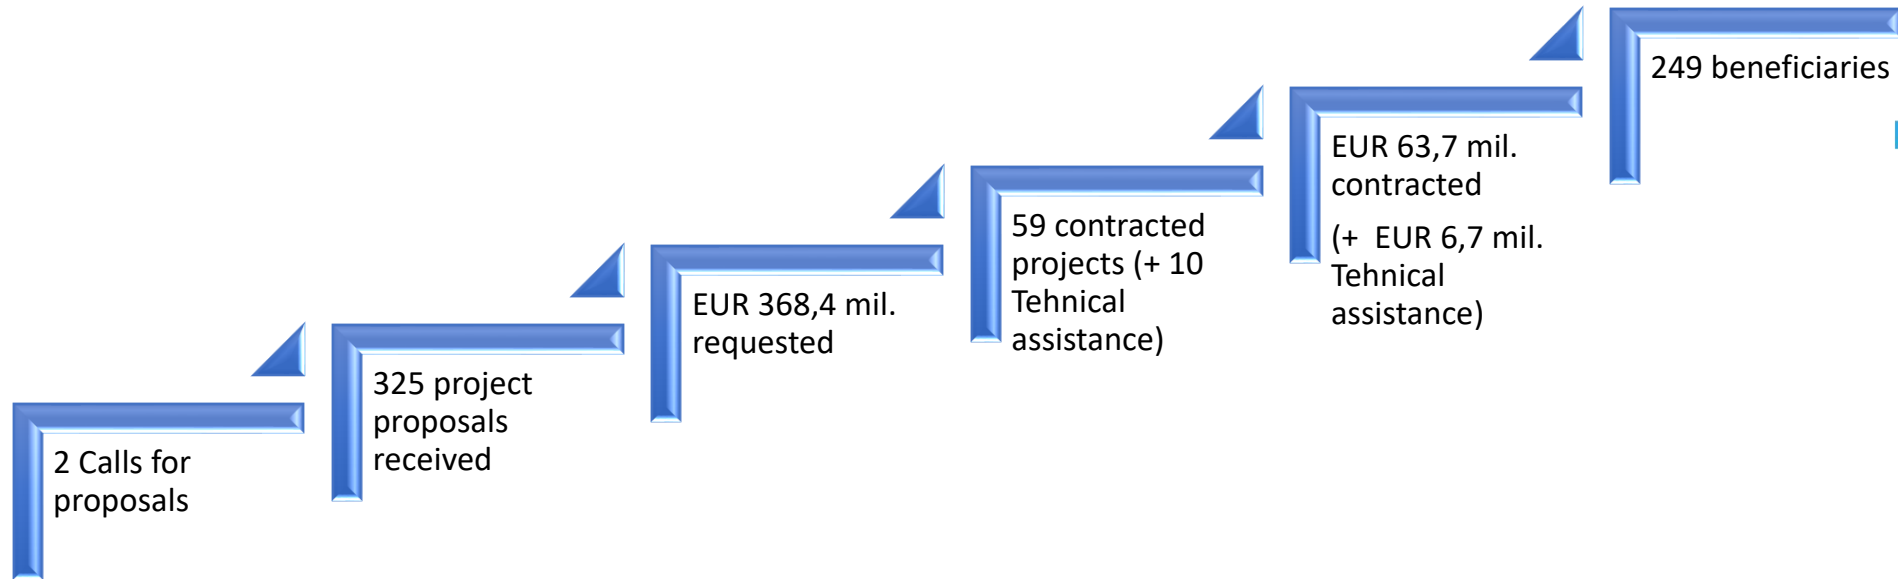 2 Calls for
proposals
325 project
proposals
received
EUR 368,4 mil.
requested
59 contracted
projects (+ 10
Tehnical
assistance)
EUR 63,7 mil.
contracted
(+  EUR 6,7 mil.
Tehnical
assistance)
249 beneficiaries